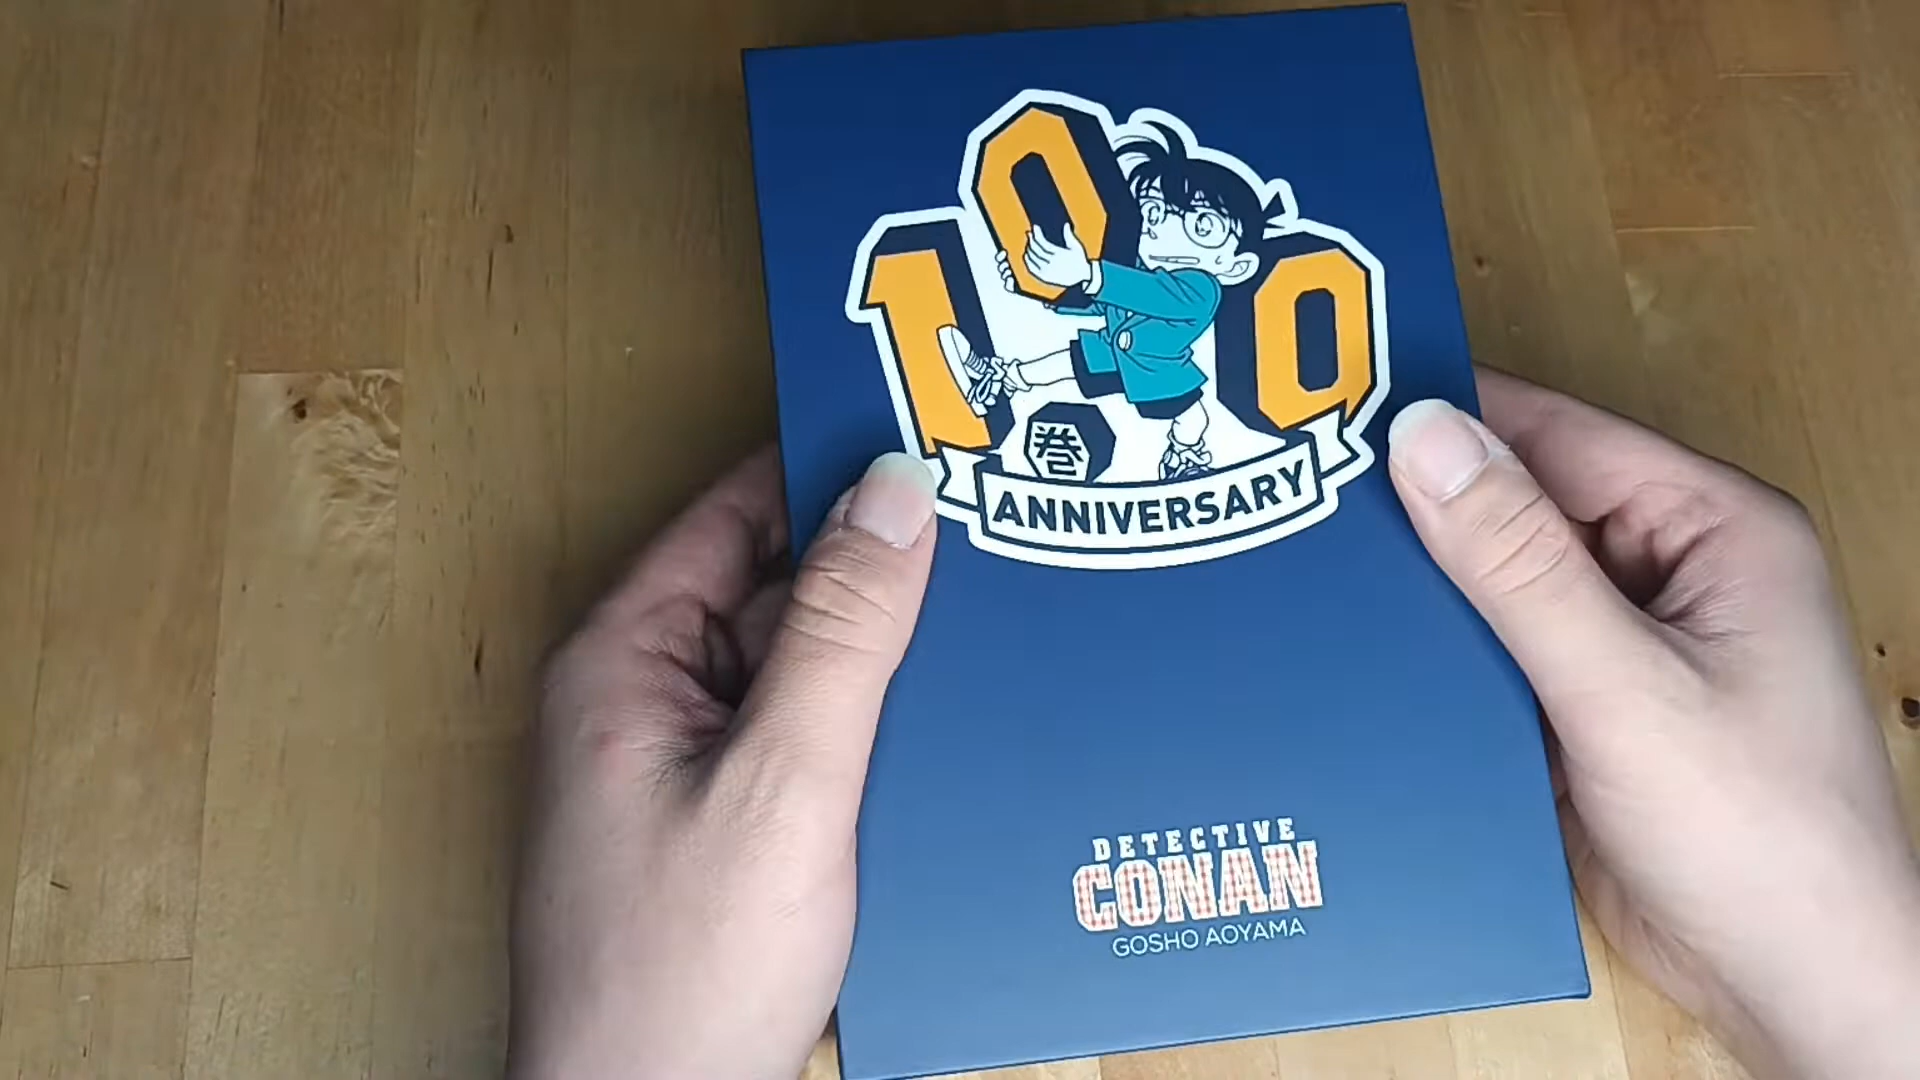 100
巻
ANNIVERSARY
DETECTIVE
CONAN
GOSHO AOYAMA